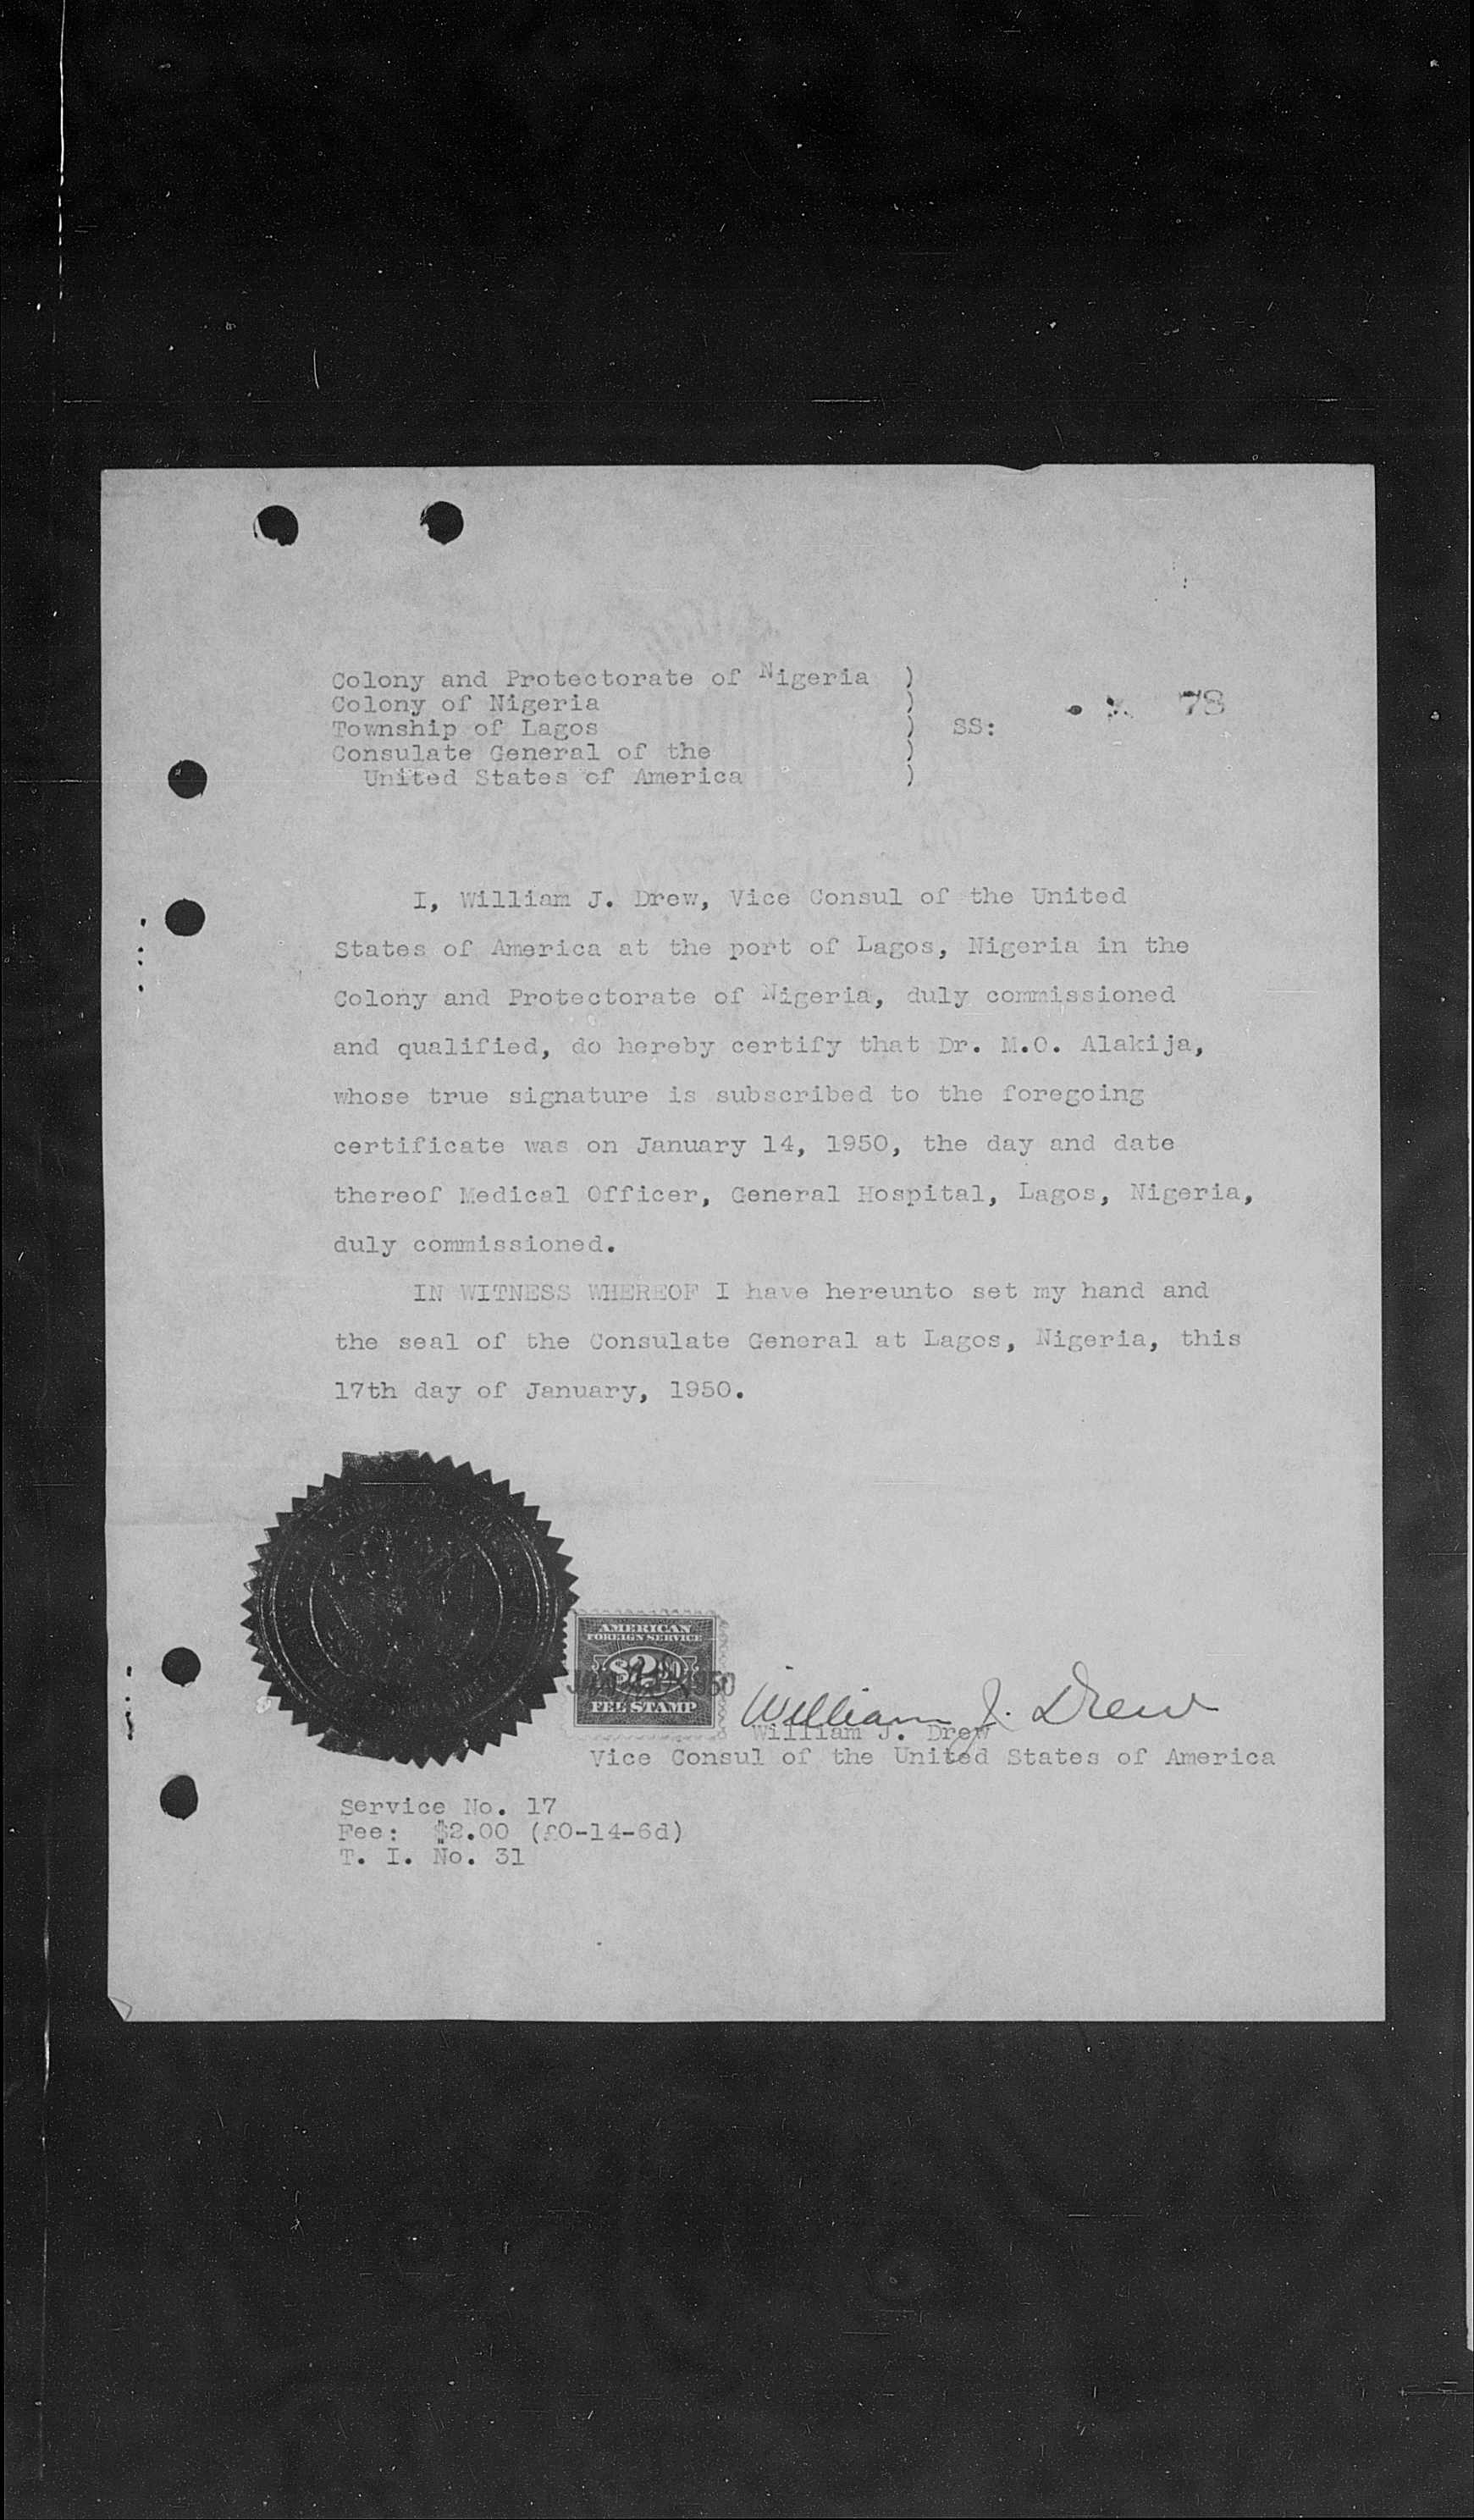 Colony and Protectorate of Nigeria )
Colony of Nigeria )
Township of Lagos ) SS: 78
Consulate General of the )
United States of America )
I, William J. Drew, Vice Consul of the United
States of America at the port of Lagos, Nigeria in the
Colony and Protectorate of Nigeria, duly commissioned
and qualified, do hereby certify that Dr. M.O. Alakija,
whose true signature is subscribed to the foregoing
certificate was on January 14, 1950, the day and date
thereof Medical Officer, General Hospital, Lagos, Nigeria,
duly commissioned.
IN WITNESS WHEREOF I have hereunto set my hand and
the seal of the Consulate General at Lagos, Nigeria, this
17th day of January, 1950.
AMERICAN
FOREIGN SERVICE
$2
1950
FEE STAMP
William J. Drew
William J. Drew
Vice Consul of the United States of America
Service No. 17
Fee: $2.00 (£0-14-6d)
T. I. No. 31